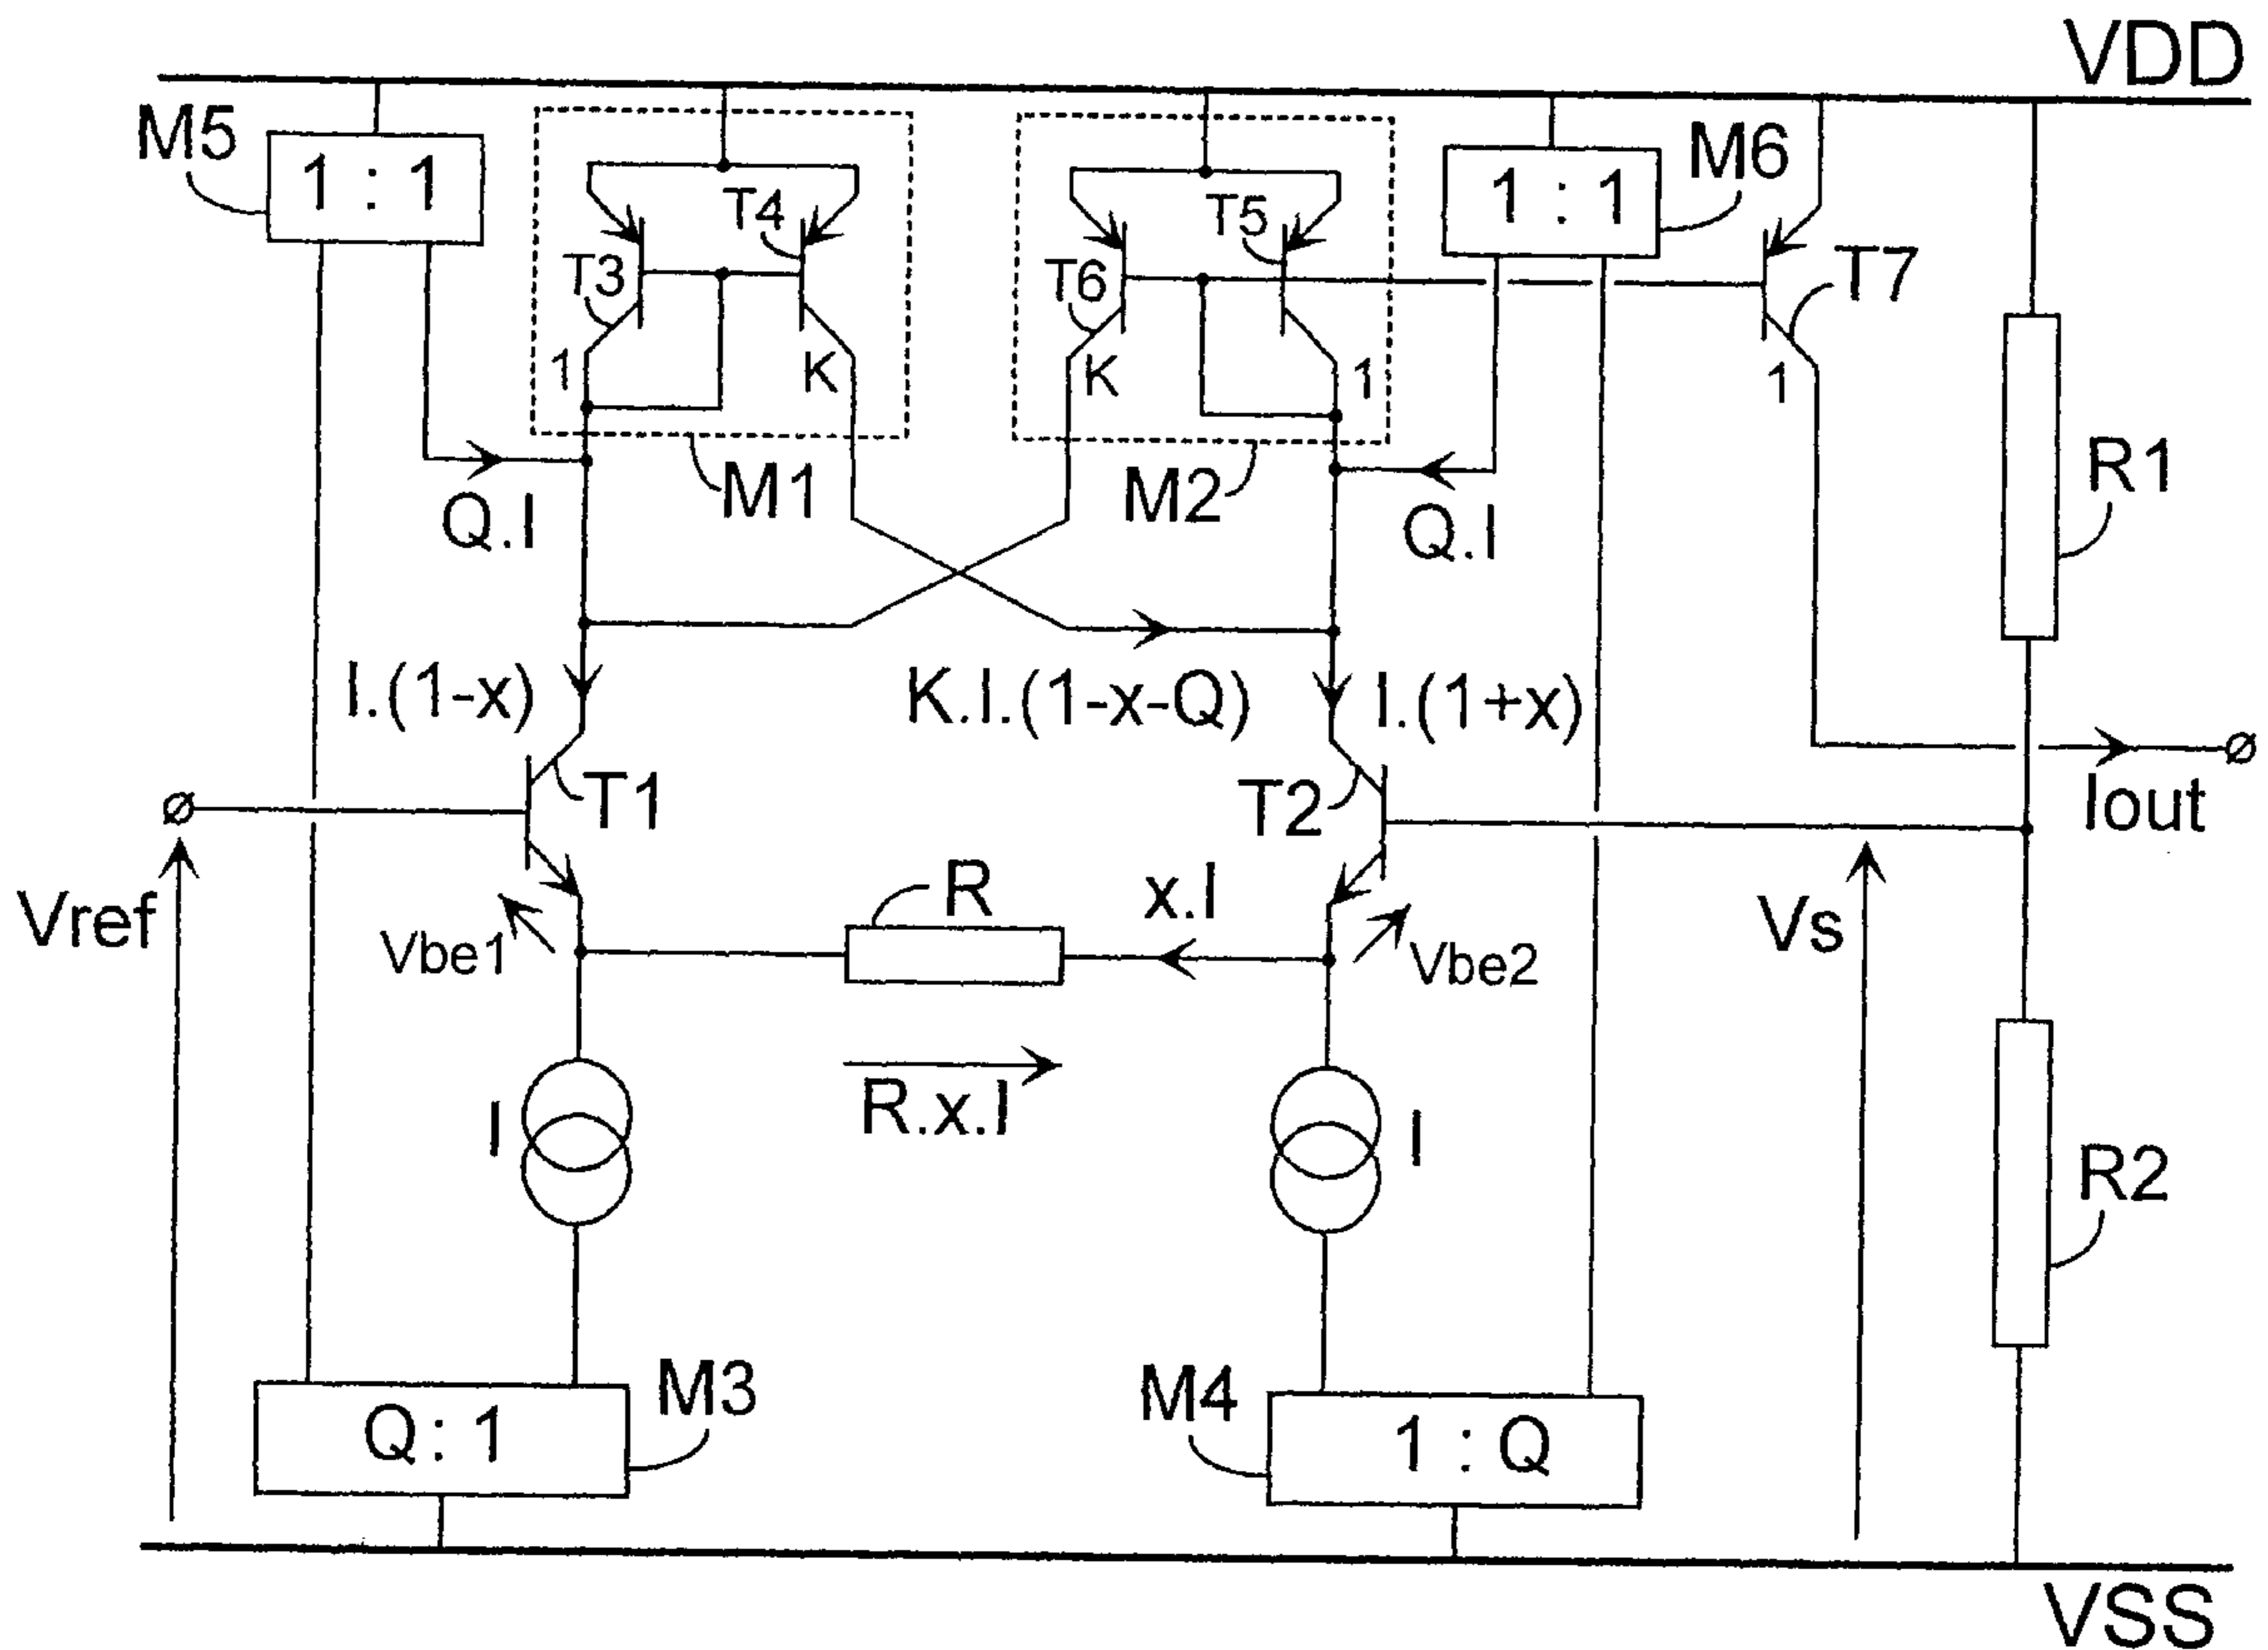 VDD
M5
1 : 1
T4
T3
1
K
M1
T5
T6
K
1
M2
1 : 1
M6
T7
1
R1
Q.I
Q.I
I.(1-x)
K.I.(1-x-Q)
I.(1+x)
T1
T2
Iout
Vref
Vbe1
R
x.I
Vbe2
Vs
R.x.I
I
I
R2
Q : 1
M3
M4
1 : Q
VSS